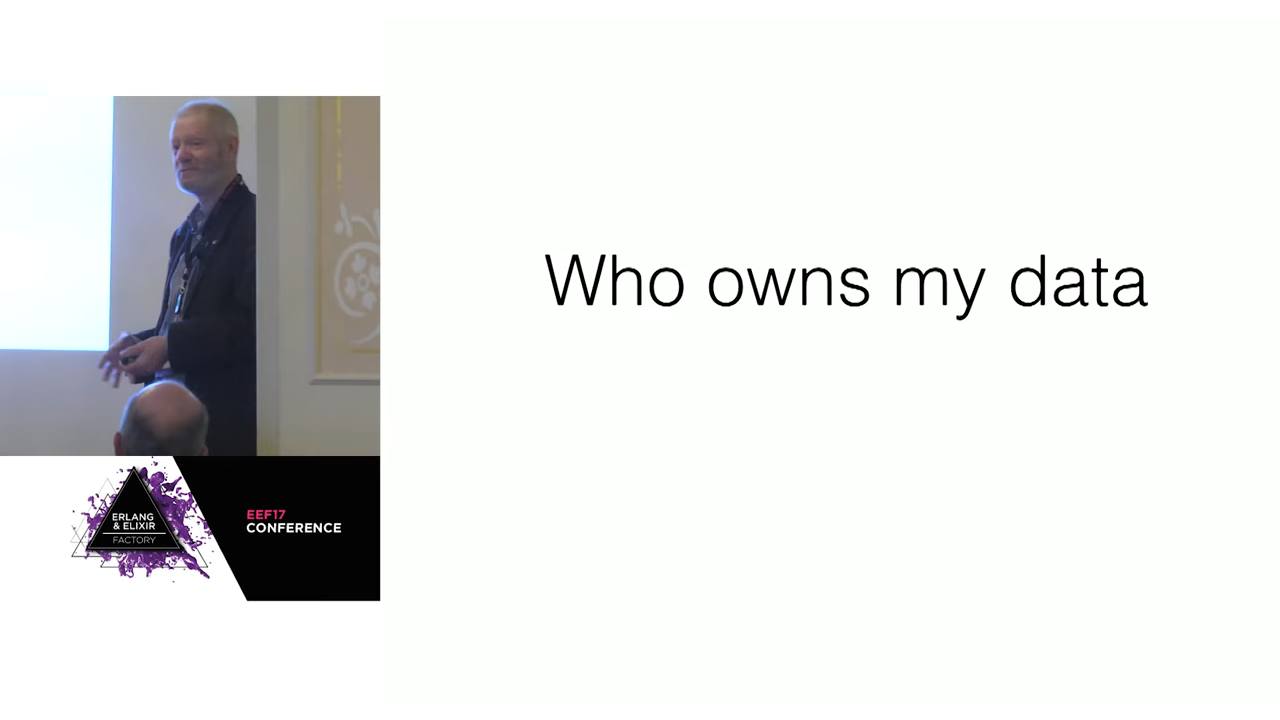 Who owns my data
ERLANG
& ELIXIR
FACTORY
EEF17
CONFERENCE